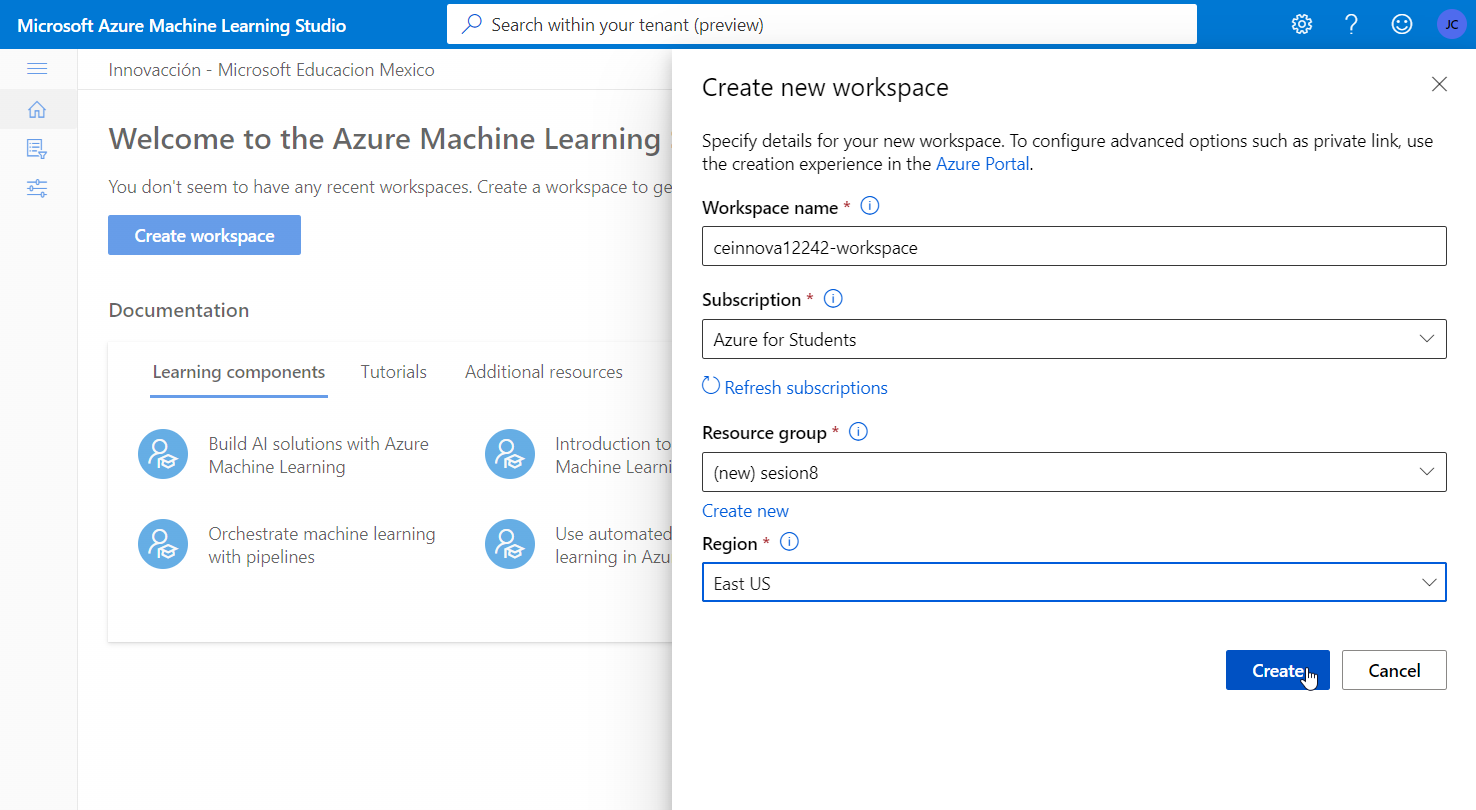 Microsoft Azure Machine Learning Studio
Search within your tenant (preview)
JC
Innovacción - Microsoft Educacion Mexico
Welcome to the Azure Machine Learning
You don't seem to have any recent workspaces. Create a workspace to ge
Create workspace
Documentation
Learning components
Tutorials
Additional resources
Build AI solutions with Azure
Machine Learning
Introduction to
Machine Learni
Orchestrate machine learning
with pipelines
Use automated
learning in Azu
Create new workspace
Specify details for your new workspace. To configure advanced options such as private link, use
the creation experience in the Azure Portal.
Workspace name *
ceinnova12242-workspace
Subscription *
Azure for Students
Refresh subscriptions
Resource group *
(new) sesion8
Create new
Region *
East US
Create
Cancel